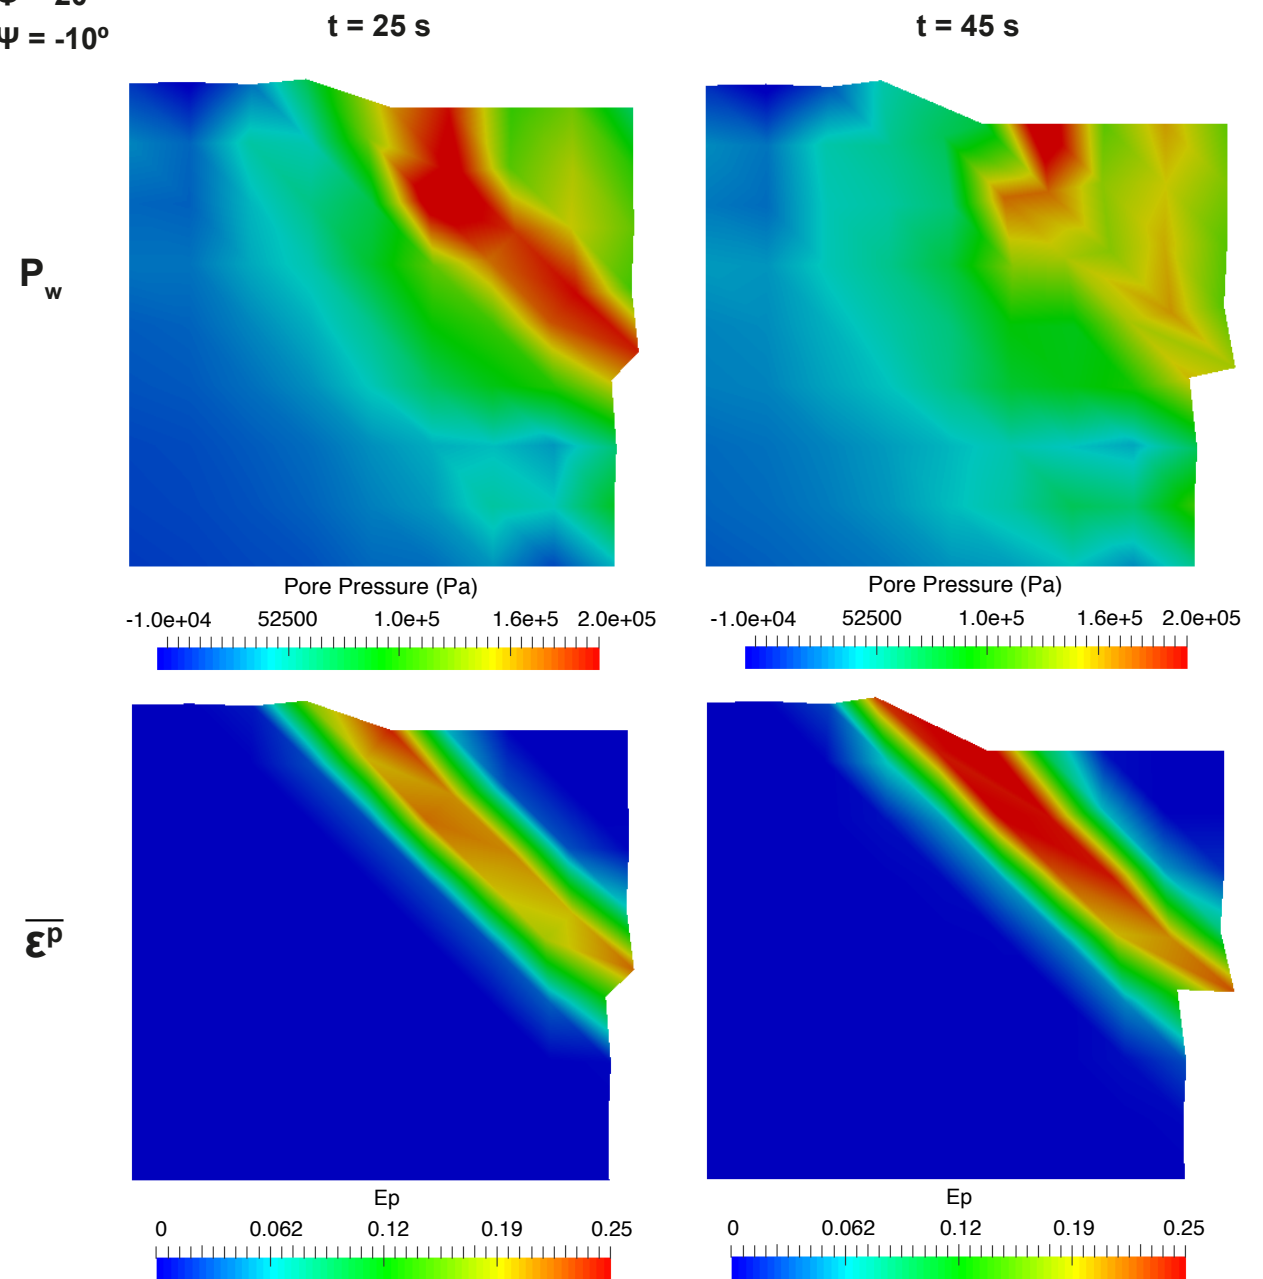 Ψ = -10º
t = 25 s
t = 45 s
Pw
Pore Pressure (Pa)
-1.0e+04 52500 1.0e+5 1.6e+5 2.0e+05
Pore Pressure (Pa)
-1.0e+04 52500 1.0e+5 1.6e+5 2.0e+05
εp
Ep
0 0.062 0.12 0.19 0.25
Ep
0 0.062 0.12 0.19 0.25